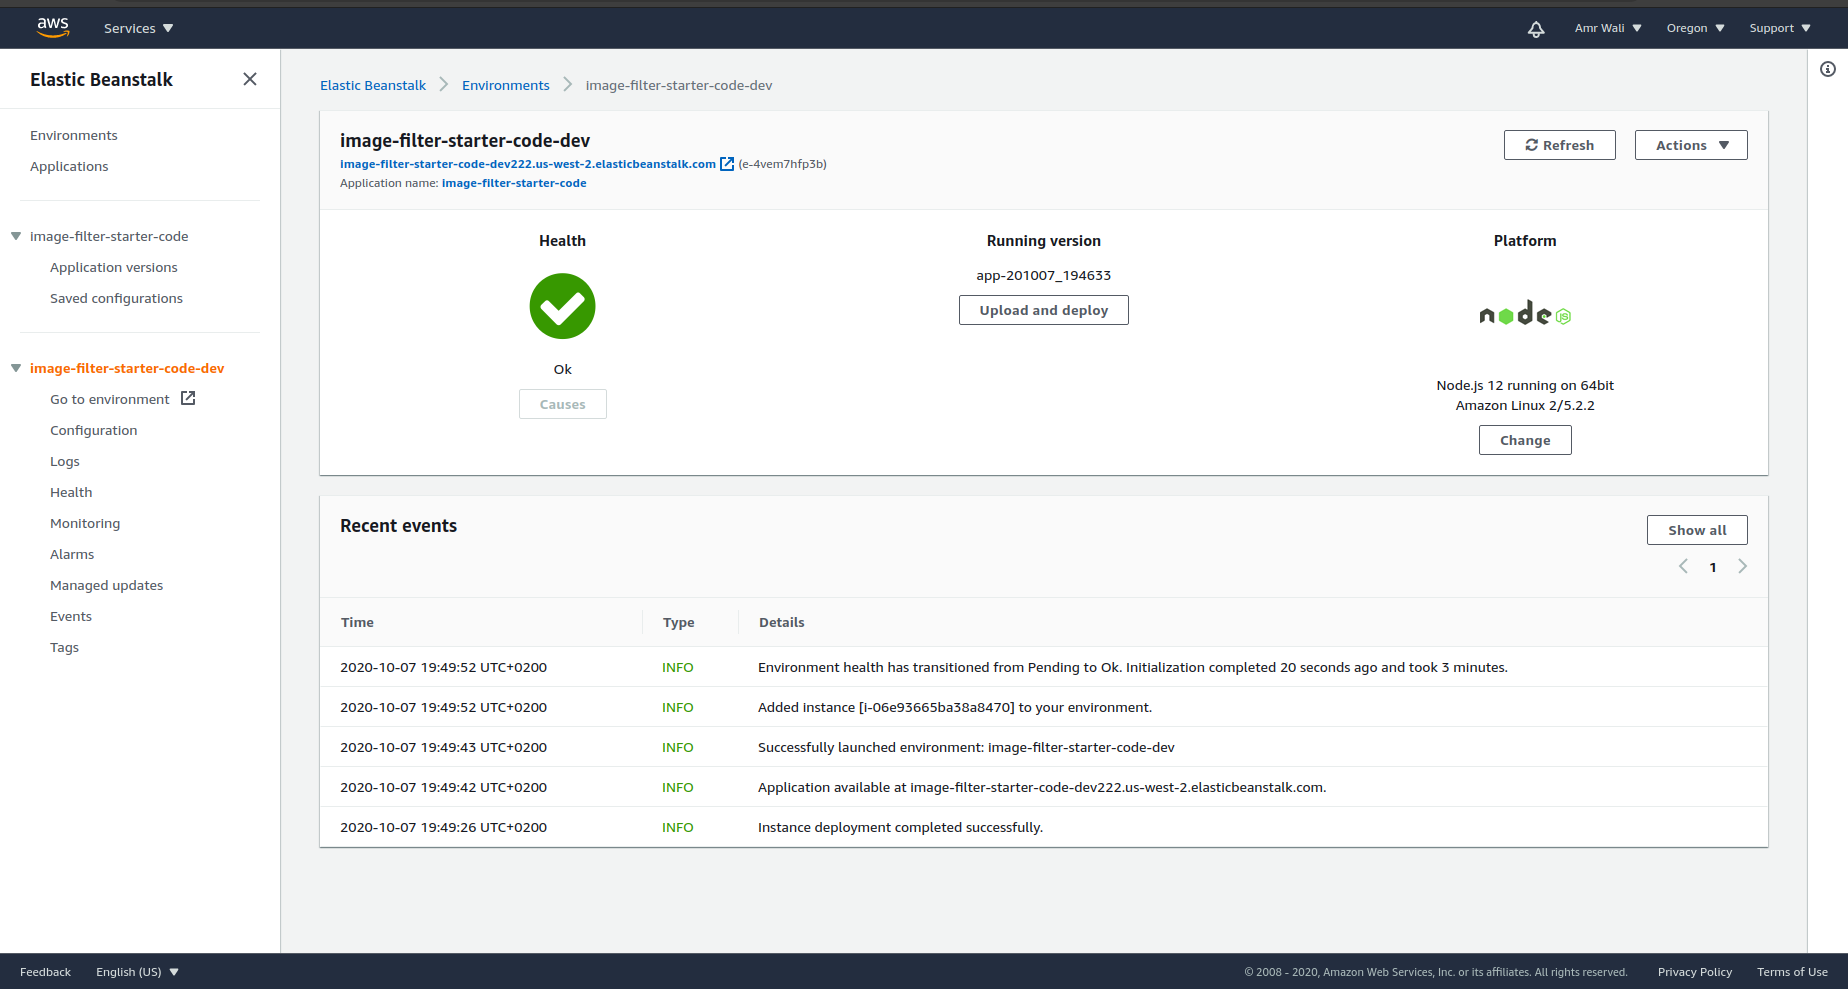 aws Services Amr Wali Oregon Support
Elastic Beanstalk
Environments
Applications
image-filter-starter-code
Application versions
Saved configurations
image-filter-starter-code-dev
Go to environment
Configuration
Logs
Health
Monitoring
Alarms
Managed updates
Events
Tags
Elastic Beanstalk Environments image-filter-starter-code-dev
image-filter-starter-code-dev
image-filter-starter-code-dev222.us-west-2.elasticbeanstalk.com (e-4vem7hfp3b)
Application name: image-filter-starter-code
Refresh Actions
Health
Ok
Causes
Running version
app-201007_194633
Upload and deploy
Platform
node JS
Node.js 12 running on 64bit
Amazon Linux 2/5.2.2
Change
Recent events
Show all
1
Time Type Details
2020-10-07 19:49:52 UTC+0200 INFO Environment health has transitioned from Pending to Ok. Initialization completed 20 seconds ago and took 3 minutes.
2020-10-07 19:49:52 UTC+0200 INFO Added instance [i-06e93665ba38a8470] to your environment.
2020-10-07 19:49:43 UTC+0200 INFO Successfully launched environment: image-filter-starter-code-dev
2020-10-07 19:49:42 UTC+0200 INFO Application available at image-filter-starter-code-dev222.us-west-2.elasticbeanstalk.com.
2020-10-07 19:49:26 UTC+0200 INFO Instance deployment completed successfully.
Feedback English (US) © 2008 - 2020, Amazon Web Services, Inc. or its affiliates. All rights reserved. Privacy Policy Terms of Use